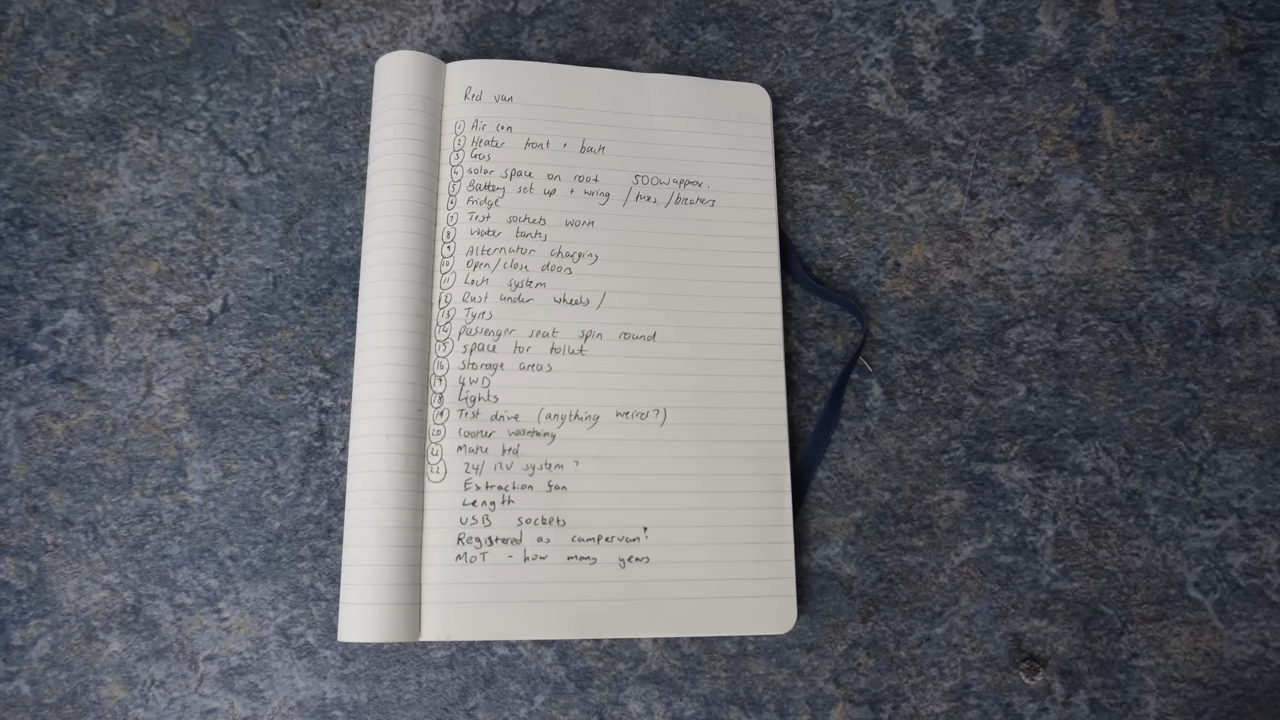 Red van
① Air con
② Heater front + back
③ Gas
④ solar space on roof 500w approx.
⑤ Battery set up + wring / fuxs / breakers
⑥ Fridge
⑦ Test sockets work
⑧ Water tanks
⑨ Alternator charging
⑩ Open/close doors
⑪ Lock system
⑫ Rust under wheels /
⑬ Tyres
⑭ passenger seat spin round
⑮ space for toilet
⑯ storage areas
⑰ 4WD
⑱ Lights
⑲ Test drive (anything weird?)
⑳ Cooker working
㉑ Make bed
㉒ 24/12V system?
Extraction fan
Length
USB sockets
Registered as campervan?
MoT - how many years